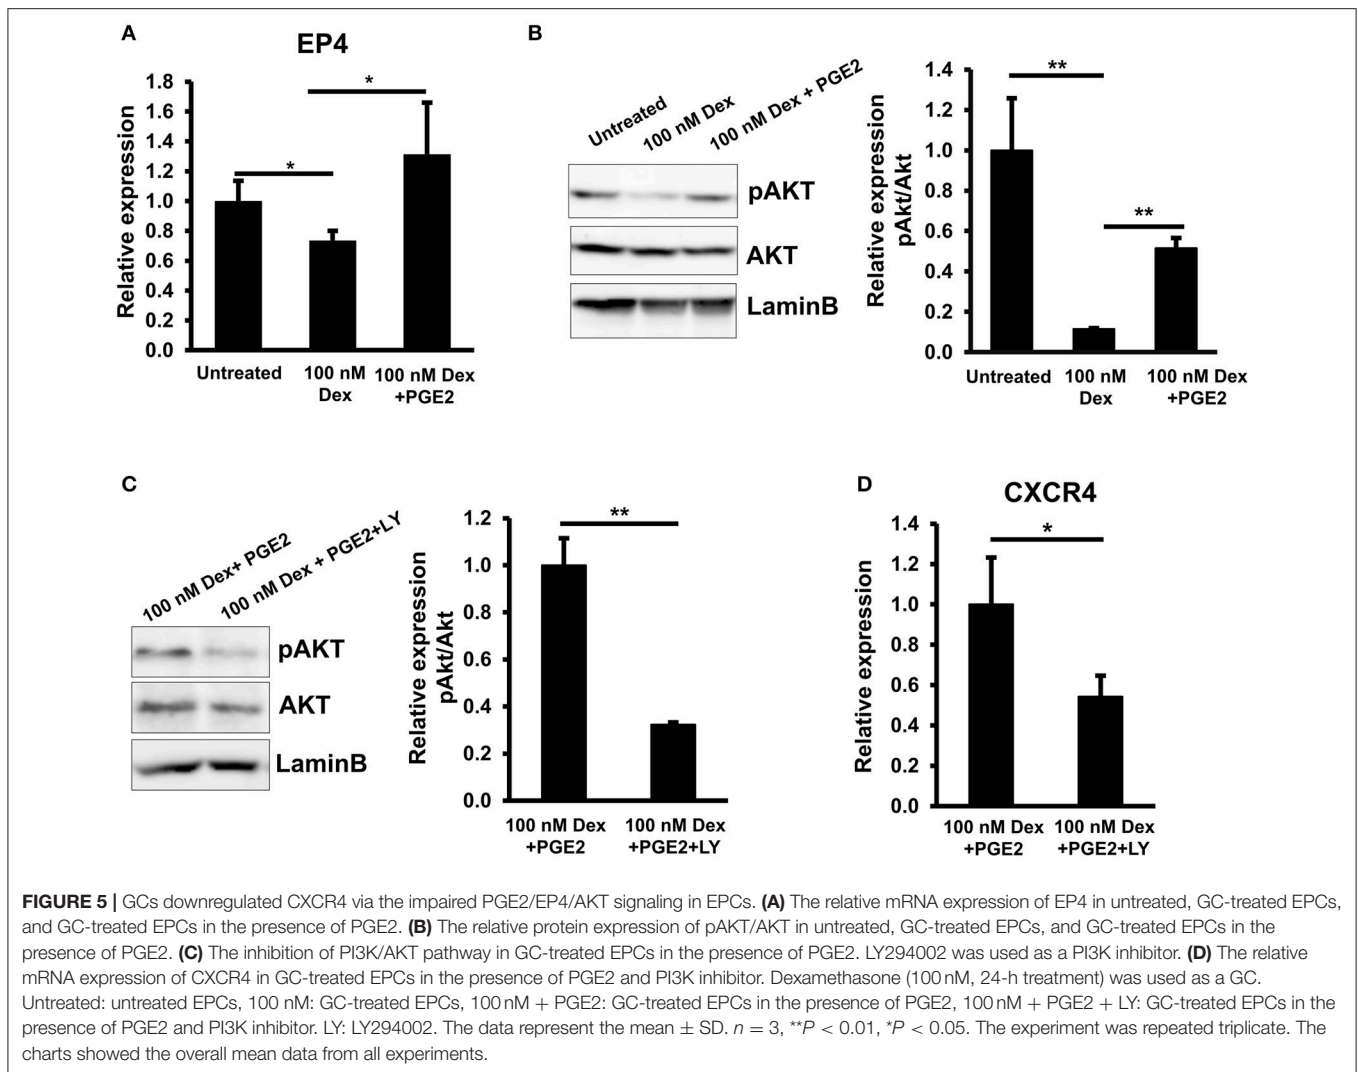 A
EP4
*
*
Relative expression
1.8
1.6
1.4
1.2
1.0
0.8
0.6
0.4
0.2
0.0
Untreated
100 nM
Dex
100 nM Dex
+PGE2
B
Untreated
100 nM Dex
100 nM Dex + PGE2
pAKT
AKT
LaminB
Relative expression
pAkt/Akt
1.4
1.2
1.0
0.8
0.6
0.4
0.2
0.0
**
**
Untreated
100 nM
Dex
100 nM Dex
+PGE2
C
100 nM Dex+ PGE2
100 nM Dex + PGE2+LY
pAKT
AKT
LaminB
Relative expression
pAkt/Akt
1.2
1.0
0.8
0.6
0.4
0.2
0.0
**
100 nM Dex
+PGE2
100 nM Dex
+PGE2+LY
D
CXCR4
*
Relative expression
1.4
1.2
1.0
0.8
0.6
0.4
0.2
0.0
100 nM Dex
+PGE2
100 nM Dex
+PGE2+LY
FIGURE 5 | GCs downregulated CXCR4 via the impaired PGE2/EP4/AKT signaling in EPCs. (A) The relative mRNA expression of EP4 in untreated, GC-treated EPCs,
and GC-treated EPCs in the presence of PGE2. (B) The relative protein expression of pAKT/AKT in untreated, GC-treated EPCs, and GC-treated EPCs in the
presence of PGE2. (C) The inhibition of PI3K/AKT pathway in GC-treated EPCs in the presence of PGE2. LY294002 was used as a PI3K inhibitor. (D) The relative
mRNA expression of CXCR4 in GC-treated EPCs in the presence of PGE2 and PI3K inhibitor. Dexamethasone (100 nM, 24-h treatment) was used as a GC.
Untreated: untreated EPCs, 100 nM: GC-treated EPCs, 100 nM + PGE2: GC-treated EPCs in the presence of PGE2, 100 nM + PGE2 + LY: GC-treated EPCs in the
presence of PGE2 and PI3K inhibitor. LY: LY294002. The data represent the mean ± SD. n = 3, **P < 0.01, *P < 0.05. The experiment was repeated triplicate. The
charts showed the overall mean data from all experiments.